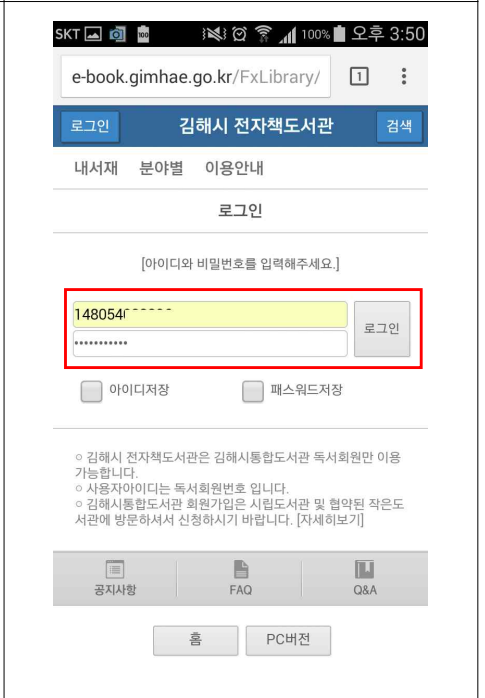 SKT 100% 오후 3:50
e-book.gimhae.go.kr/FxLibrary/ 1
로그인 김해시 전자책도서관 검색
내서재 분야별 이용안내
로그인
[아이디와 비밀번호를 입력해주세요.]
로그인
아이디저장 패스워드저장
○ 김해시 전자책도서관은 김해시통합도서관 독서회원만 이용
가능합니다.
○ 사용자아이디는 독서회원번호 입니다.
○ 김해시통합도서관 회원가입은 시립도서관 및 협약된 작은도
서관에 방문하셔서 신청하시기 바랍니다. [자세히보기]
공지사항 FAQ Q&A
홈 PC버전